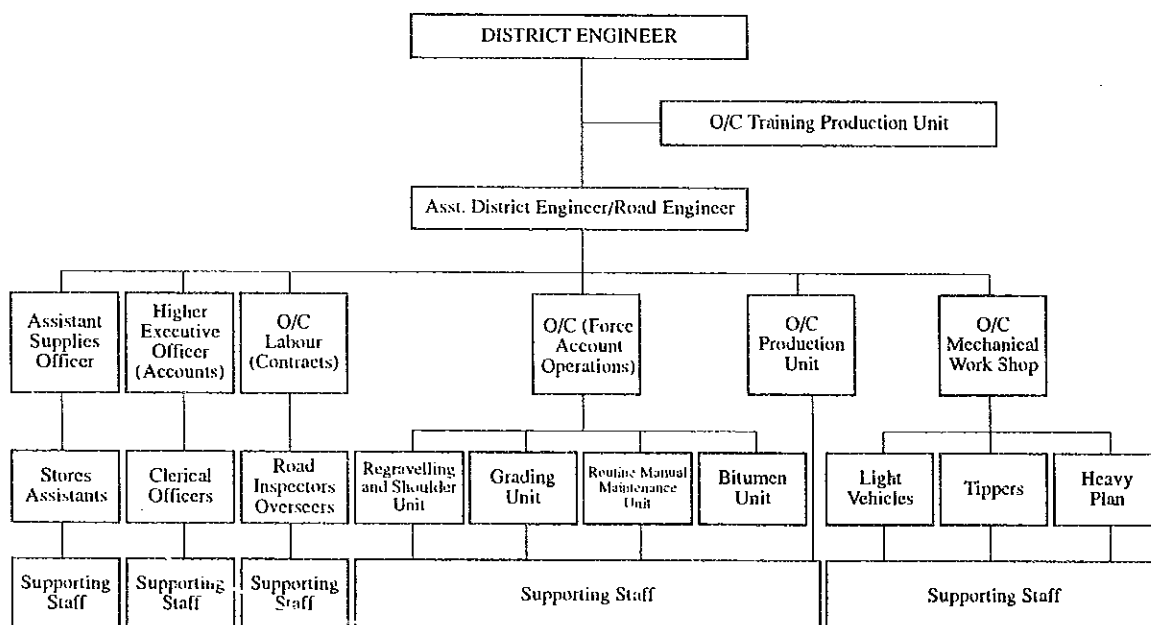 DISTRICT ENGINEER
O/C Training Production Unit
Asst. District Engineer/Road Engineer
Assistant
Supplies
Officer
Higher
Executive
Officer
(Accounts)
O/C
Labour
(Contracts)
O/C (Force
Account
Operations)
O/C
Production
Unit
O/C
Mechanical
Work Shop
Stores
Assistants
Clerical
Officers
Road
Inspectors
Overseers
Regravelling
and Shoulder
Unit
Grading
Unit
Routine Manual
Maintenance
Unit
Bitumen
Unit
Light
Vehicles
Tippers
Heavy
Plan
Supporting
Staff
Supporting
Staff
Supporting
Staff
Supporting Staff
Supporting Staff